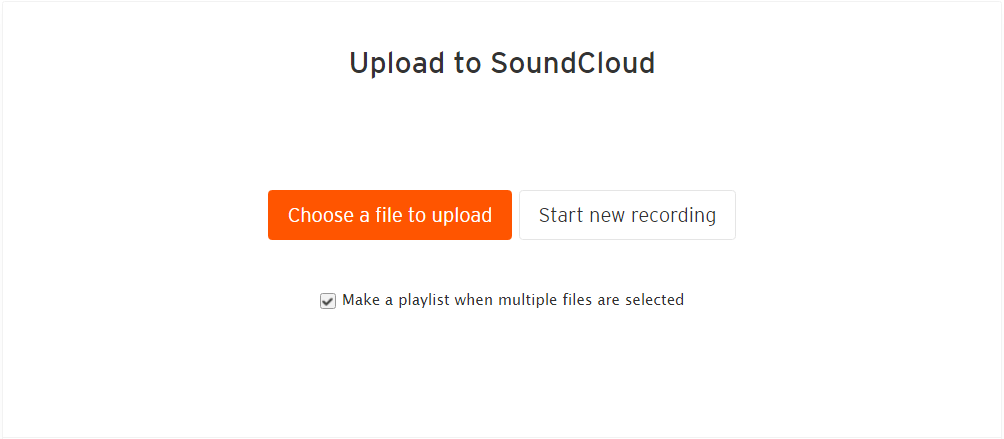 Upload to SoundCloud
Choose a file to upload
Start new recording
Make a playlist when multiple files are selected